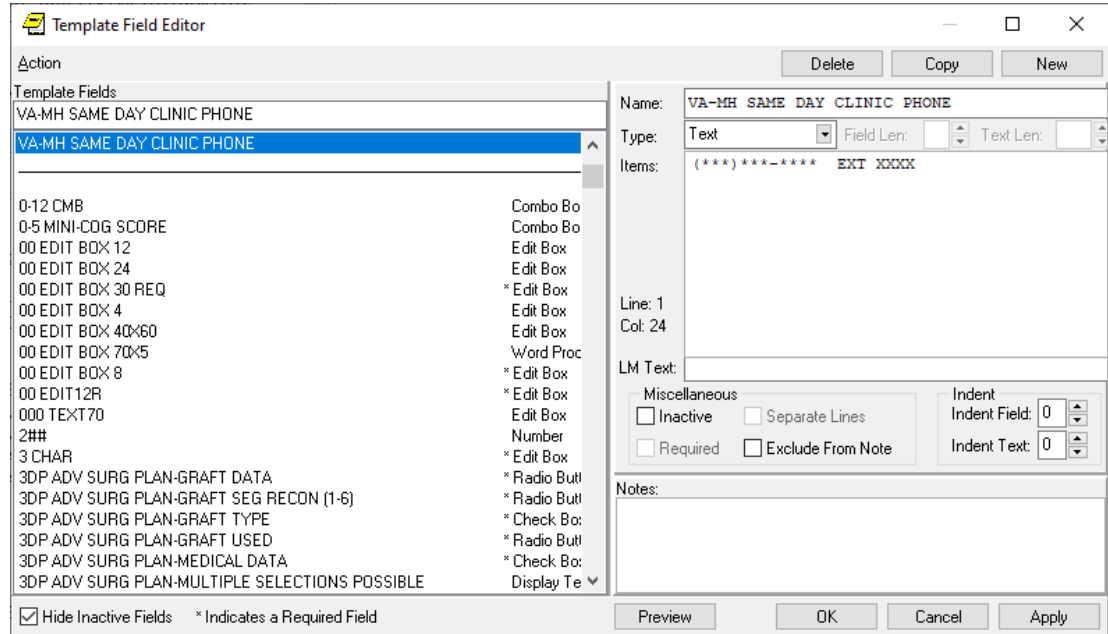 Template Field Editor
Action
Delete Copy New
Template Fields
VA-MH SAME DAY CLINIC PHONE
VA-MH SAME DAY CLINIC PHONE
0-12 CMB Combo Bo
0-5 MINI-COG SCORE Combo Bo
00 EDIT BOX 12 Edit Box
00 EDIT BOX 24 Edit Box
00 EDIT BOX 30 REQ * Edit Box
00 EDIT BOX 4 Edit Box
00 EDIT BOX 40X60 Edit Box
00 EDIT BOX 70X5 Word Proc
00 EDIT BOX 8 * Edit Box
00 EDIT12R * Edit Box
000 TEXT70 Edit Box
2## Number
3 CHAR * Edit Box
3DP ADV SURG PLAN-GRAFT DATA * Radio Butt
3DP ADV SURG PLAN-GRAFT SEG RECON (1-6) * Radio Butt
3DP ADV SURG PLAN-GRAFT TYPE * Check Bo:
3DP ADV SURG PLAN-GRAFT USED * Radio Butt
3DP ADV SURG PLAN-MEDICAL DATA * Check Bo:
3DP ADV SURG PLAN-MULTIPLE SELECTIONS POSSIBLE Display Te
Name: VA-MH SAME DAY CLINIC PHONE
Type: Text Field Len: Text Len:
Items: (***)***-**** EXT XXXX
Line: 1
Col: 24
LM Text:
Miscellaneous
Inactive Separate Lines
Required Exclude From Note
Indent
Indent Field: 0
Indent Text: 0
Notes:
Hide Inactive Fields * Indicates a Required Field
Preview OK Cancel Apply